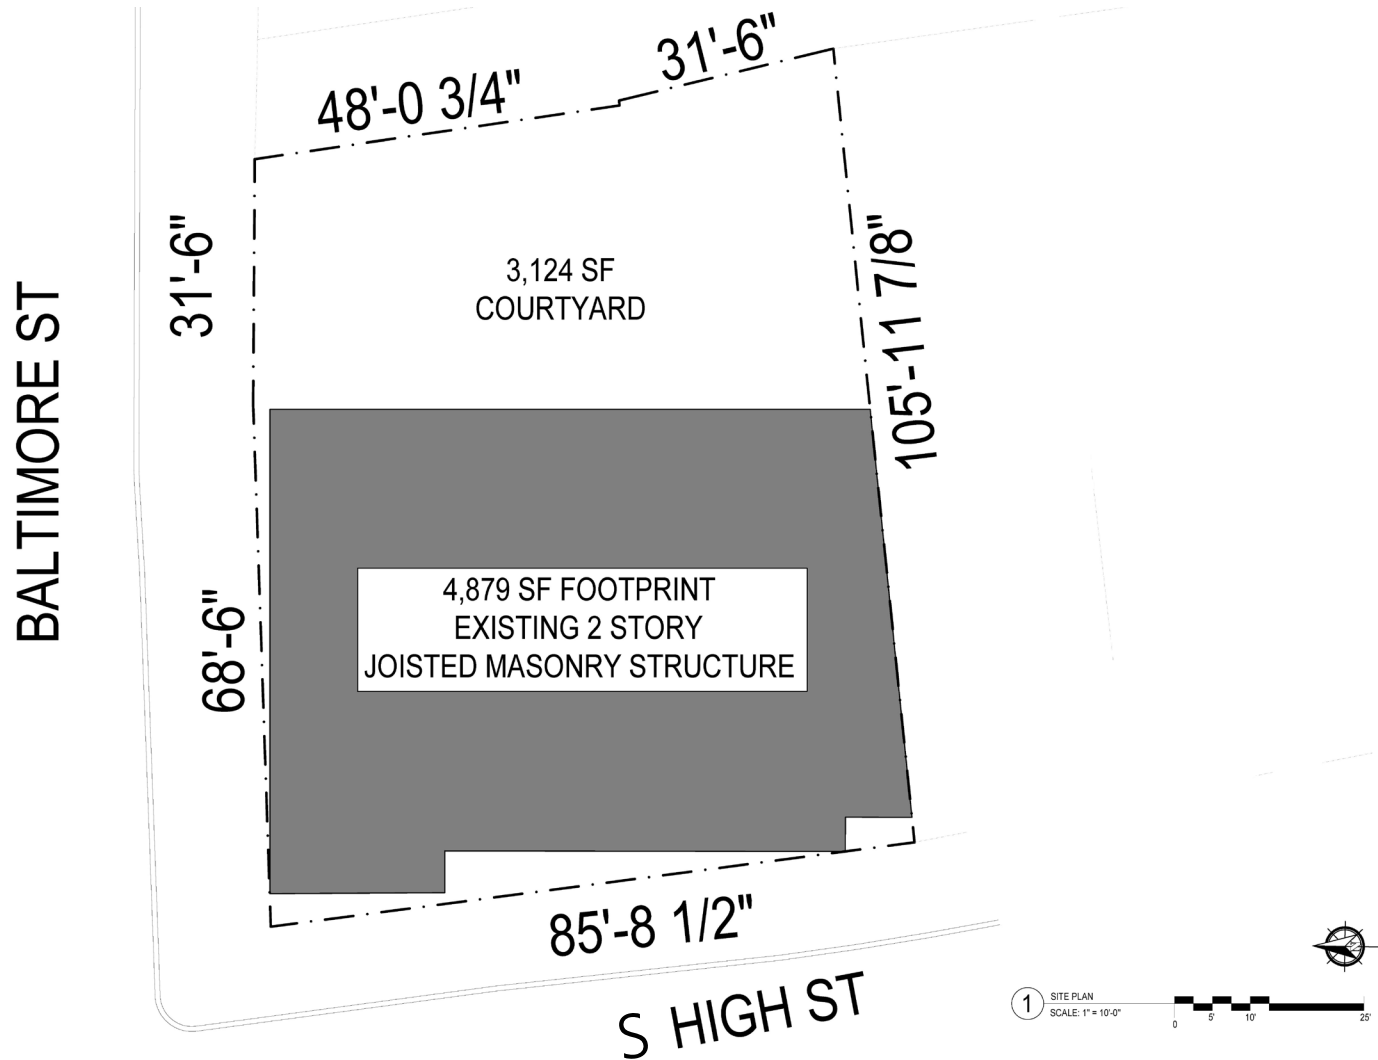 48'-0 3/4"
31'-6"
31'-6"
105'-11 7/8"
3,124 SF
COURTYARD
BALTIMORE ST
68'-6"
4,879 SF FOOTPRINT
EXISTING 2 STORY
JOISTED MASONRY STRUCTURE
85'-8 1/2"
S HIGH ST
1
SITE PLAN
SCALE: 1" = 10'-0"
0 5' 10' 25'